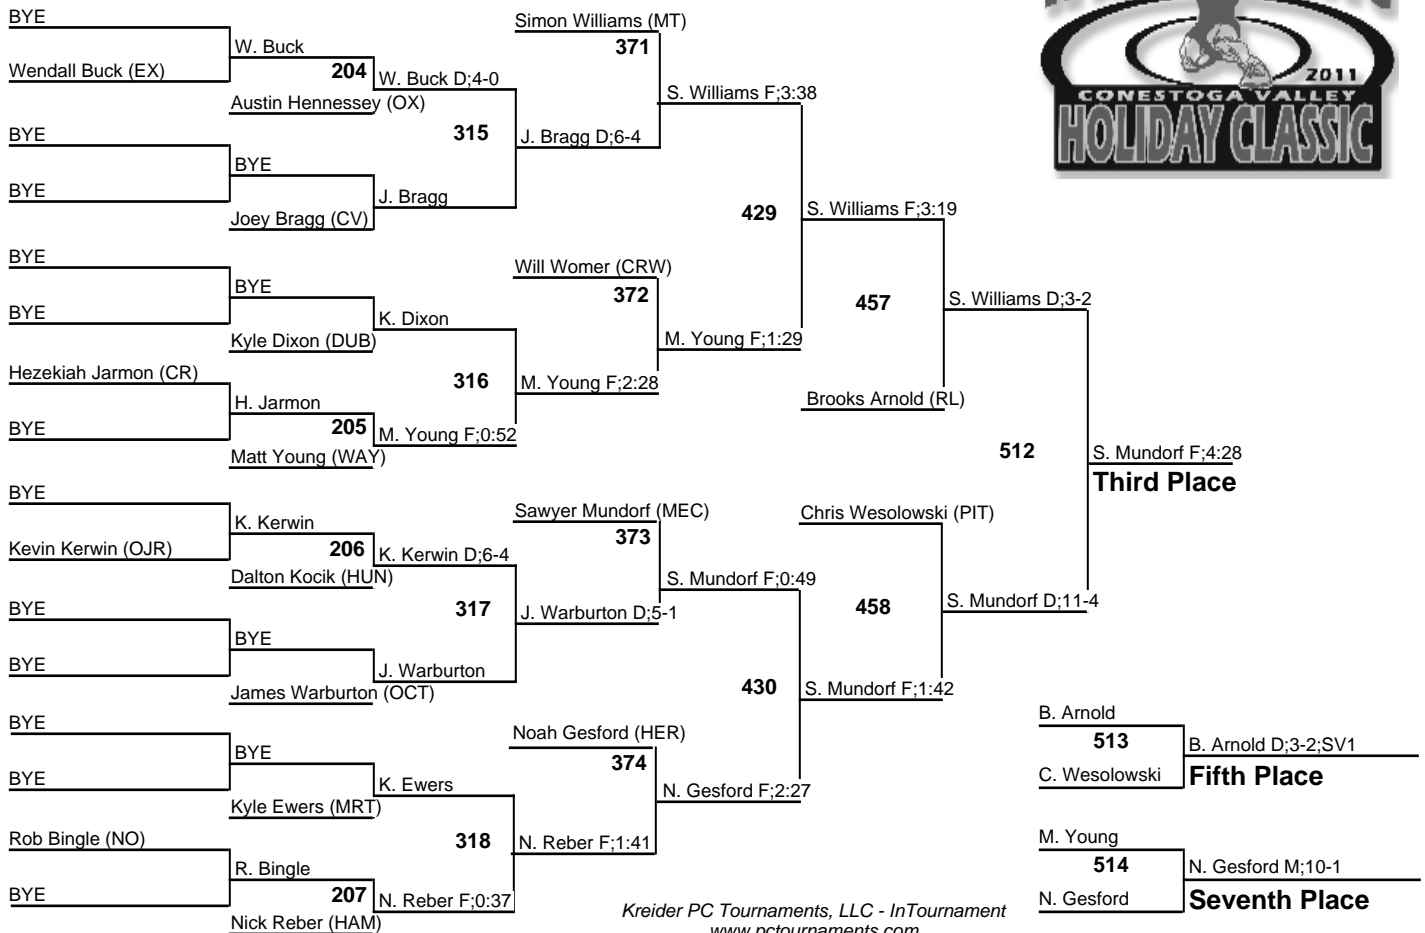 BYE
Wendall Buck (EX)
BYE
BYE
BYE
BYE
Hezekiah Jarmon (CR)
BYE
BYE
Kevin Kerwin (OJR)
BYE
BYE
BYE
BYE
Rob Bingle (NO)
BYE
W. Buck
204
Austin Hennessey (OX)
BYE
Joey Bragg (CV)
BYE
Kyle Dixon (DUB)
H. Jarmon
205
Matt Young (WAY)
K. Kerwin
206
Dalton Kocik (HUN)
BYE
James Warburton (OCT)
BYE
Kyle Ewers (MRT)
R. Bingle
207
Nick Reber (HAM)
W. Buck D;4-0
315
J. Bragg
K. Dixon
316
M. Young F;0:52
K. Kerwin D;6-4
317
J. Warburton
K. Ewers
318
N. Reber F;0:37
Simon Williams (MT)
371
J. Bragg D;6-4
Will Womer (CRW)
372
M. Young F;2:28
Sawyer Mundorf (MEC)
373
J. Warburton D;5-1
Noah Gesford (HER)
374
N. Reber F;1:41
S. Williams F;3:38
429
M. Young F;1:29
S. Mundorf F;0:49
430
N. Gesford F;2:27
S. Williams F;3:19
457
Brooks Arnold (RL)
Chris Wesolowski (PIT)
458
S. Mundorf F;1:42
S. Williams D;3-2
512
S. Mundorf D;11-4
S. Mundorf F;4:28
Third Place
B. Arnold
513
C. Wesolowski
B. Arnold D;3-2;SV1
Fifth Place
M. Young
514
N. Gesford
N. Gesford M;10-1
Seventh Place
2011
CONESTOGA VALLEY
HOLIDAY CLASSIC
Kreider PC Tournaments, LLC - InTournament
www.pctournaments.com